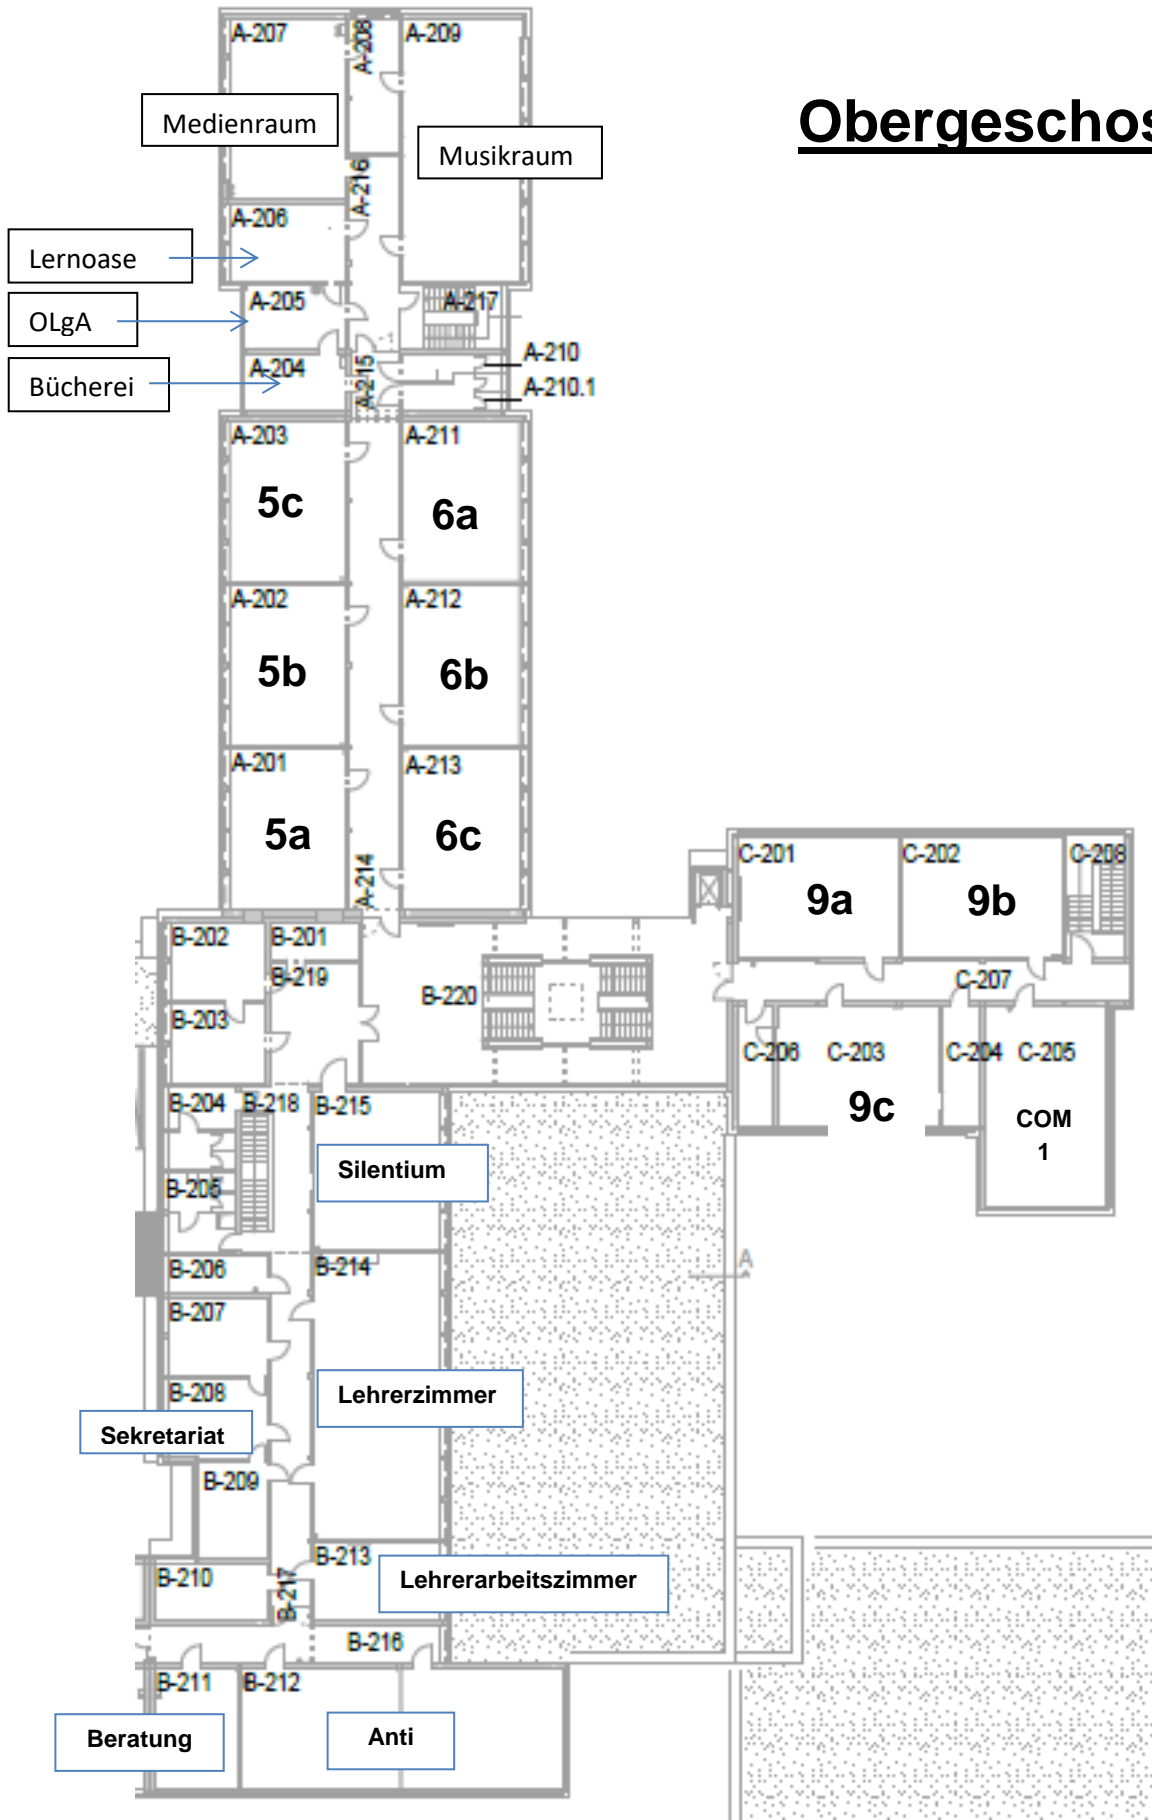 Obergeschos
A-207
A-208
A-209
Medienraum
Musikraum
A-216
A-206
Lernoase
A-205
A-217
OLgA
A-204
A-215
A-210
Bücherei
A-210.1
A-203
A-211
5c
6a
A-202
A-212
5b
6b
A-201
A-213
5a
6c
A-214
C-201
C-202
C-208
9a
9b
B-202
B-201
B-219
C-207
B-220
B-203
C-206
C-203
C-204
C-205
B-204
B-218
B-215
9c
COM
1
Silentium
B-205
B-206
B-214
A
B-207
B-208
Lehrerzimmer
Sekretariat
B-209
B-213
B-210
B-217
Lehrerarbeitszimmer
B-216
B-211
B-212
Beratung
Anti